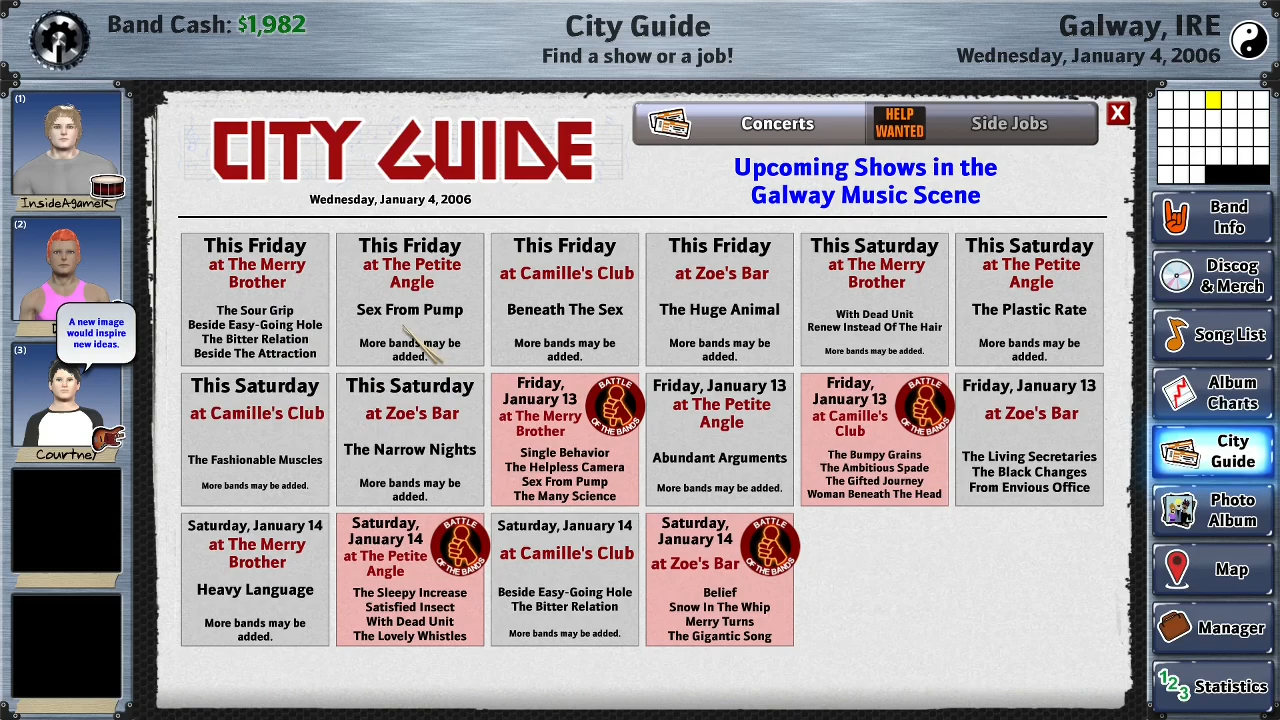 Band Cash: $1,982
City Guide
Find a show or a job!
Galway, IRE
Wednesday, January 4, 2006
(1)
InsideAgameR
(2)
A new image
would inspire
new ideas.
(3)
Courtney
CITY GUIDE
Wednesday, January 4, 2006
Concerts
HELP
WANTED
Side Jobs
X
Upcoming Shows in the
Galway Music Scene
This Friday
at The Merry
Brother
The Sour Grip
Beside Easy-Going Hole
The Bitter Relation
Beside The Attraction
This Friday
at The Petite
Angle
Sex From Pump
More bands may be
added.
This Friday
at Camille's Club
Beneath The Sex
More bands may be
added.
This Friday
at Zoe's Bar
The Huge Animal
More bands may be
added.
This Saturday
at The Merry
Brother
With Dead Unit
Renew Instead Of The Hair
More bands may be added.
This Saturday
at The Petite
Angle
The Plastic Rate
More bands may be
added.
This Saturday
at Camille's Club
The Fashionable Muscles
More bands may be added.
This Saturday
at Zoe's Bar
The Narrow Nights
More bands may be
added.
Friday,
January 13
at The Merry
Brother
BATTLE
OF THE BANDS
Single Behavior
The Helpless Camera
Sex From Pump
The Many Science
Friday, January 13
at The Petite
Angle
Abundant Arguments
More bands may be added.
Friday,
January 13
at Camille's
Club
BATTLE
OF THE BANDS
The Bumpy Grains
The Ambitious Spade
The Gifted Journey
Woman Beneath The Head
Friday, January 13
at Zoe's Bar
The Living Secretaries
The Black Changes
From Envious Office
Saturday, January 14
at The Merry
Brother
Heavy Language
More bands may be
added.
Saturday,
January 14
at The Petite
Angle
BATTLE
OF THE BANDS
The Sleepy Increase
Satisfied Insect
With Dead Unit
The Lovely Whistles
Saturday, January 14
at Camille's Club
Beside Easy-Going Hole
The Bitter Relation
More bands may be added.
Saturday,
January 14
at Zoe's Bar
BATTLE
OF THE BANDS
Belief
Snow In The Whip
Merry Turns
The Gigantic Song
Band
Info
Discog
& Merch
Song List
Album
Charts
City
Guide
Photo
Album
Map
Manager
123
Statistics